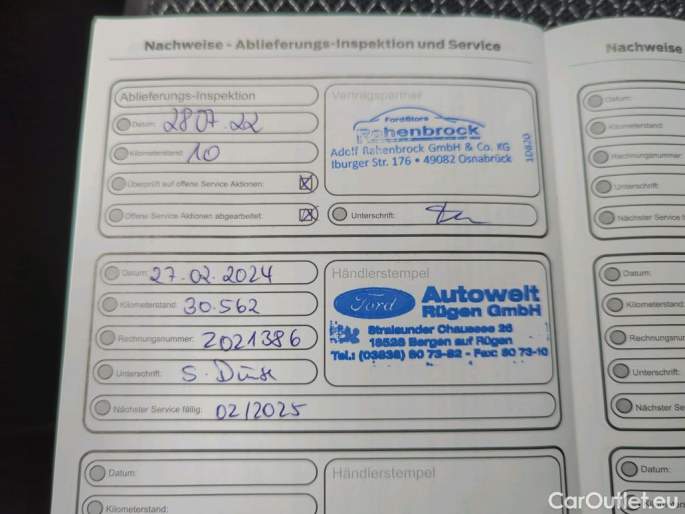 Nachweise - Ablieferungs-Inspektion und Service
Ablieferungs-Inspektion
Datum: 28 07.22
Kilometerstand: 10
Überprüft auf offene Service Aktionen: X
Offene Service Aktionen abgearbeitet: X
Vertragspartner
FordStore
Rahenbrock
Adolf Rahenbrock GmbH & Co. KG
Iburger Str. 176 • 49082 Osnabrück
Unterschrift:
Datum: 27.02.2024
Kilometerstand: 30.562
Rechnungsnummer: 2021386
Unterschrift: S.
Nächster Service fällig: 02/2025
Händlerstempel
Ford
Autowelt
Rügen GmbH
Stralsunder Chaussee 26
18528 Bergen auf Rügen
Tel.: (03838) 80 73-82 - Fax: 80 73-10
Datum:
Kilometerstand:
Händlerstempel
Nachweise
Datum:
Kilometerstand:
Rechnungsnummer:
Unterschrift:
Nächster Service f
Datum:
Kilometerstand:
Rechnungsnu
Unterschrift:
Nächster Se
Datum:
CarOutlet.eu